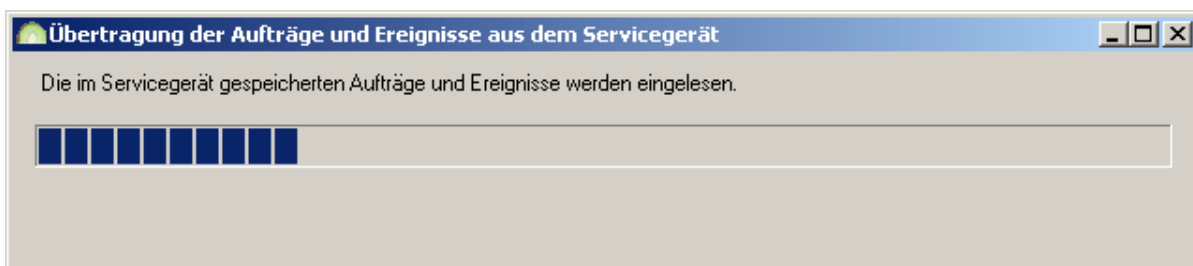 Übertragung der Aufträge und Ereignisse aus dem Servicegerät
Die im Servicegerät gespeicherten Aufträge und Ereignisse werden eingelesen.